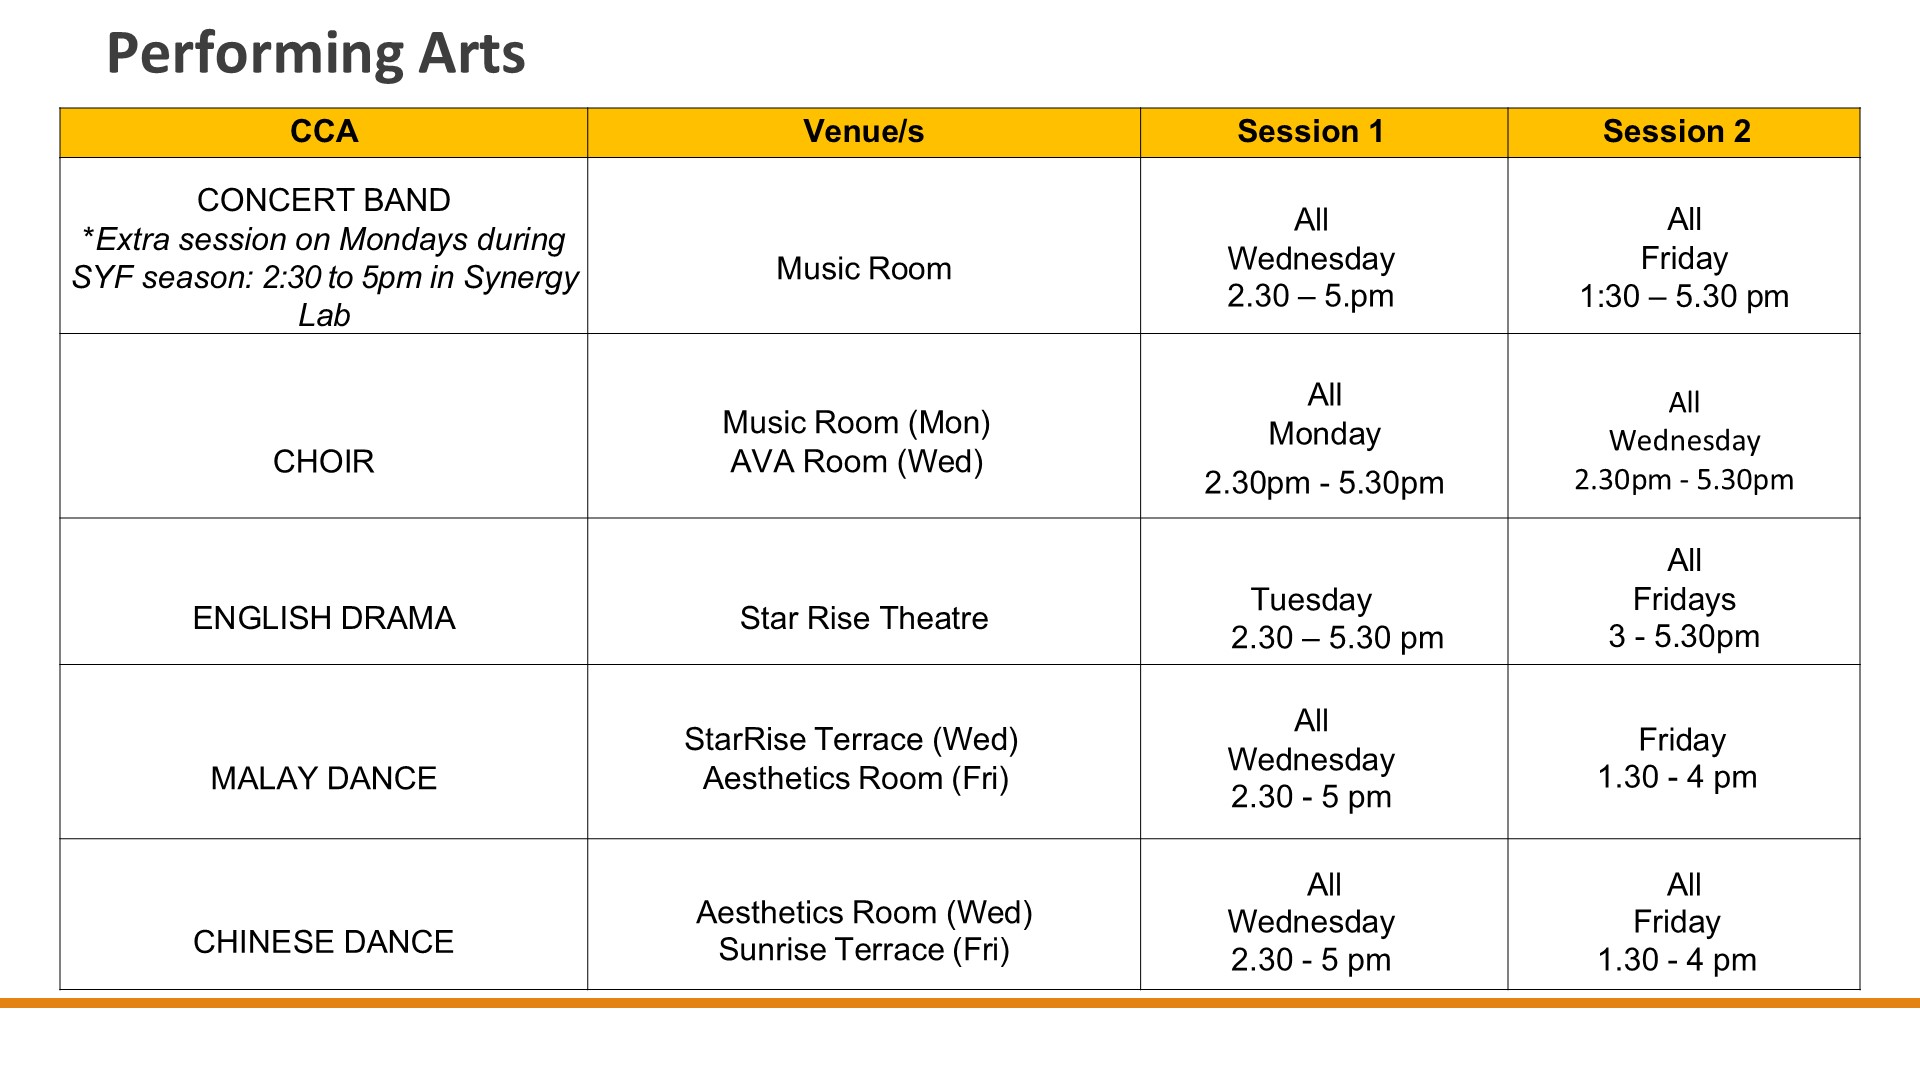 Performing Arts
CCA
Venue/s
Session 1
Session 2
CONCERT BAND
*Extra session on Mondays during
SYF season: 2:30 to 5pm in Synergy
Lab
Music Room
All
Wednesday
2.30 – 5.pm
All
Friday
1:30 – 5.30 pm
CHOIR
Music Room (Mon)
AVA Room (Wed)
All
Monday
2.30pm - 5.30pm
All
Wednesday
2.30pm - 5.30pm
ENGLISH DRAMA
Star Rise Theatre
Tuesday
2.30 – 5.30 pm
All
Fridays
3 - 5.30pm
MALAY DANCE
StarRise Terrace (Wed)
Aesthetics Room (Fri)
All
Wednesday
2.30 - 5 pm
Friday
1.30 - 4 pm
CHINESE DANCE
Aesthetics Room (Wed)
Sunrise Terrace (Fri)
All
Wednesday
2.30 - 5 pm
All
Friday
1.30 - 4 pm